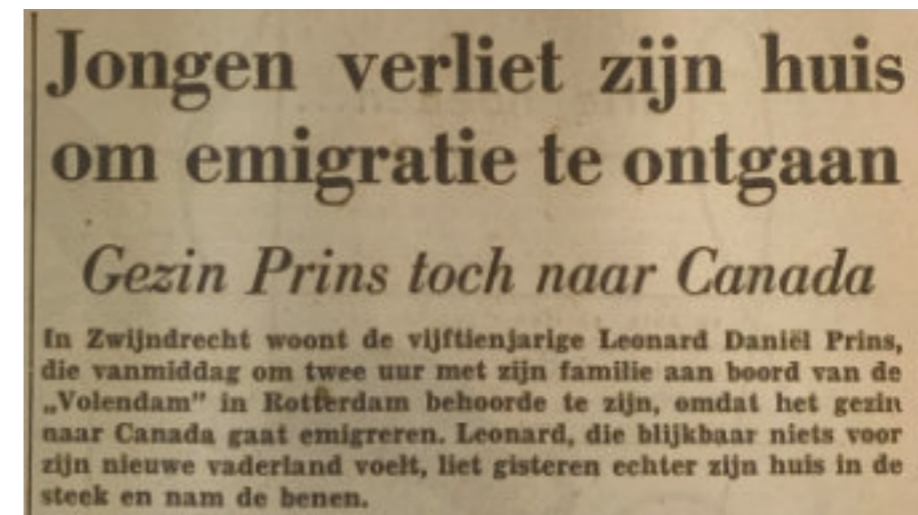 Jongen verliet zijn huis
om emigratie te ontgaan
Gezin Prins toch naar Canada
In Zwijndrecht woont de vijftienjarige Leonard Daniël Prins,
die vanmiddag om twee uur met zijn familie aan boord van de
„Volendam” in Rotterdam behoorde te zijn, omdat het gezin
naar Canada gaat emigreren. Leonard, die blijkbaar niets voor
zijn nieuwe vaderland voelt, liet gisteren echter zijn huis in de
steek en nam de benen.